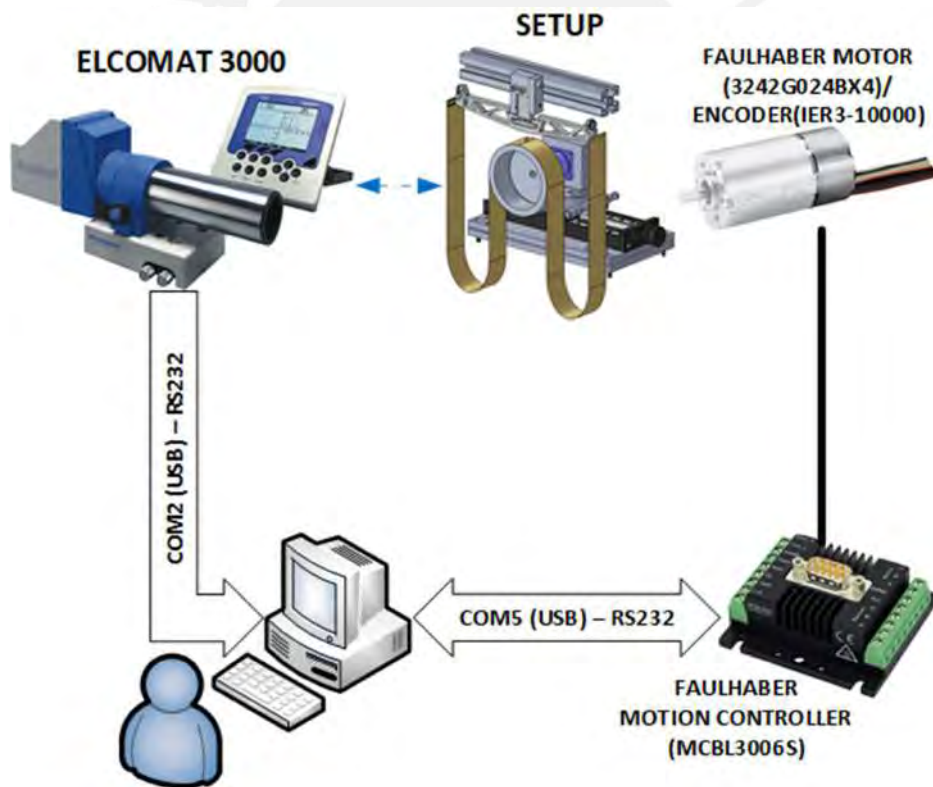 SETUP
ELCOMAT 3000
FAULHABER MOTOR
(3242G024BX4)/
ENCODER(IER3-10000)
COM2 (USB) – RS232
COM5 (USB) – RS232
FAULHABER
MOTION CONTROLLER
(MCBL3006S)